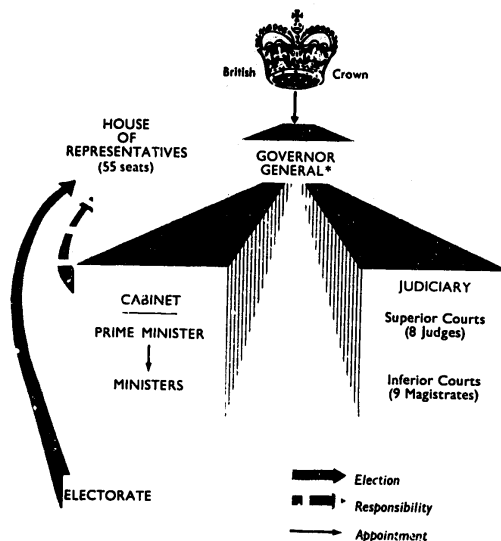 British Crown
HOUSE
OF
REPRESENTATIVES
(55 seats)
GOVERNOR
GENERAL*
CABINET
PRIME MINISTER
MINISTERS
JUDICIARY
Superior Courts
(8 Judges)
Inferior Courts
(9 Magistrates)
ELECTORATE
Election
Responsibility
Appointment